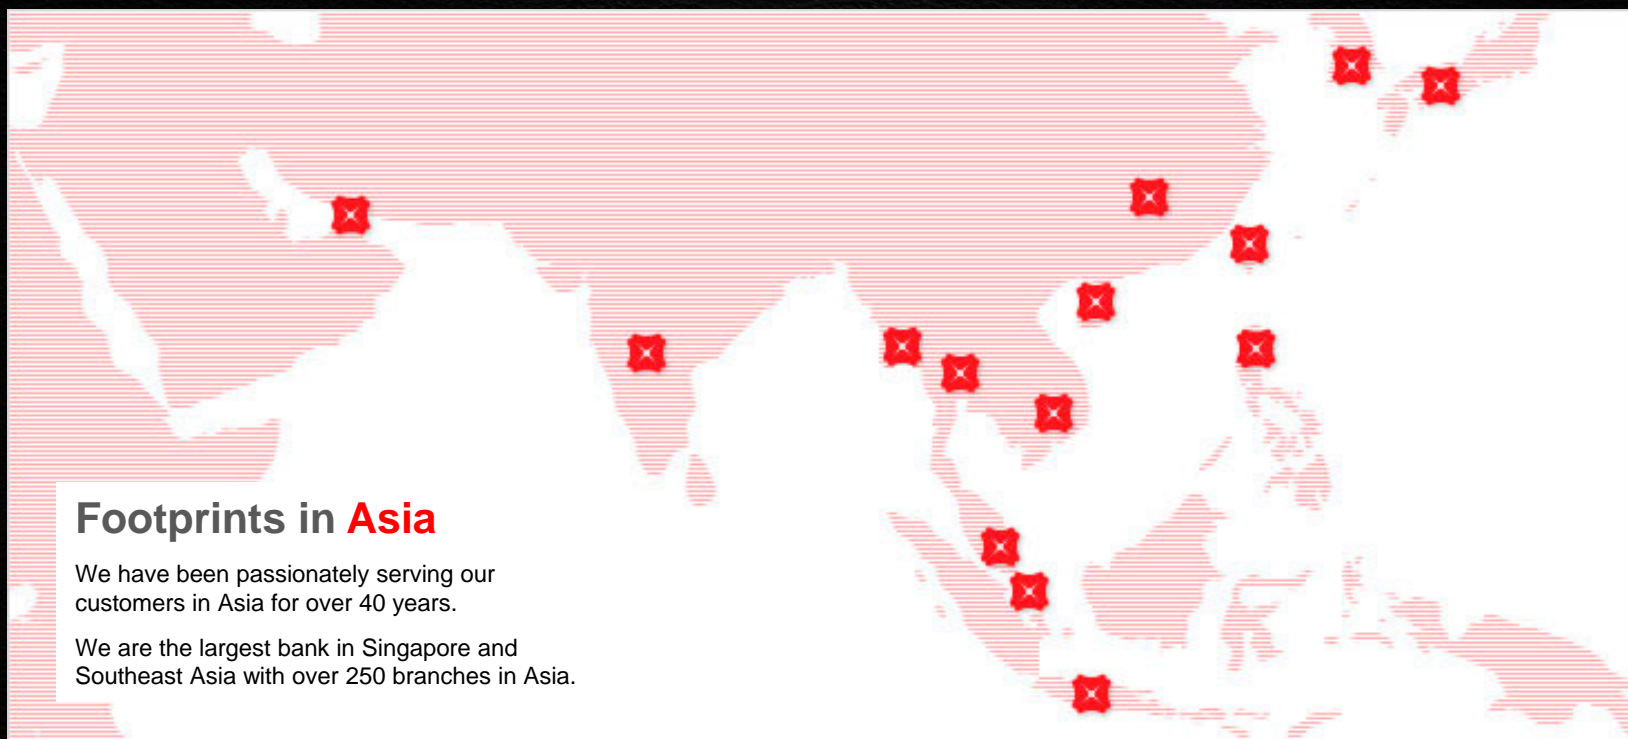 Footprints in Asia
We have been passionately serving our
customers in Asia for over 40 years.
We are the largest bank in Singapore and
Southeast Asia with over 250 branches in Asia.